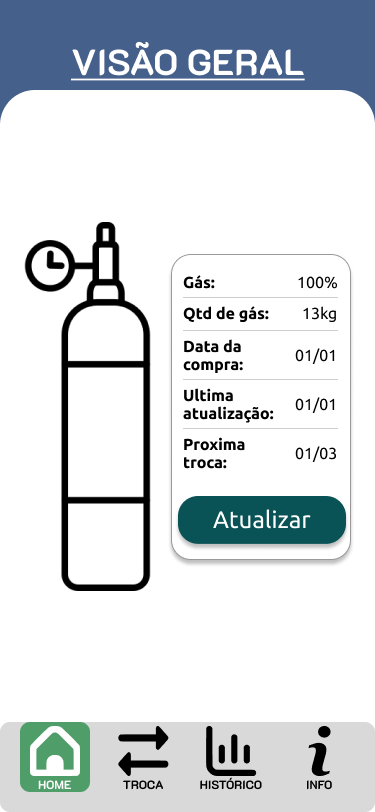 VISÃO GERAL
Gás: 100%
Qtd de gás: 13kg
Data da
compra: 01/01
Ultima
atualização: 01/01
Proxima
troca: 01/03
Atualizar
HOME TROCA HISTÓRICO INFO